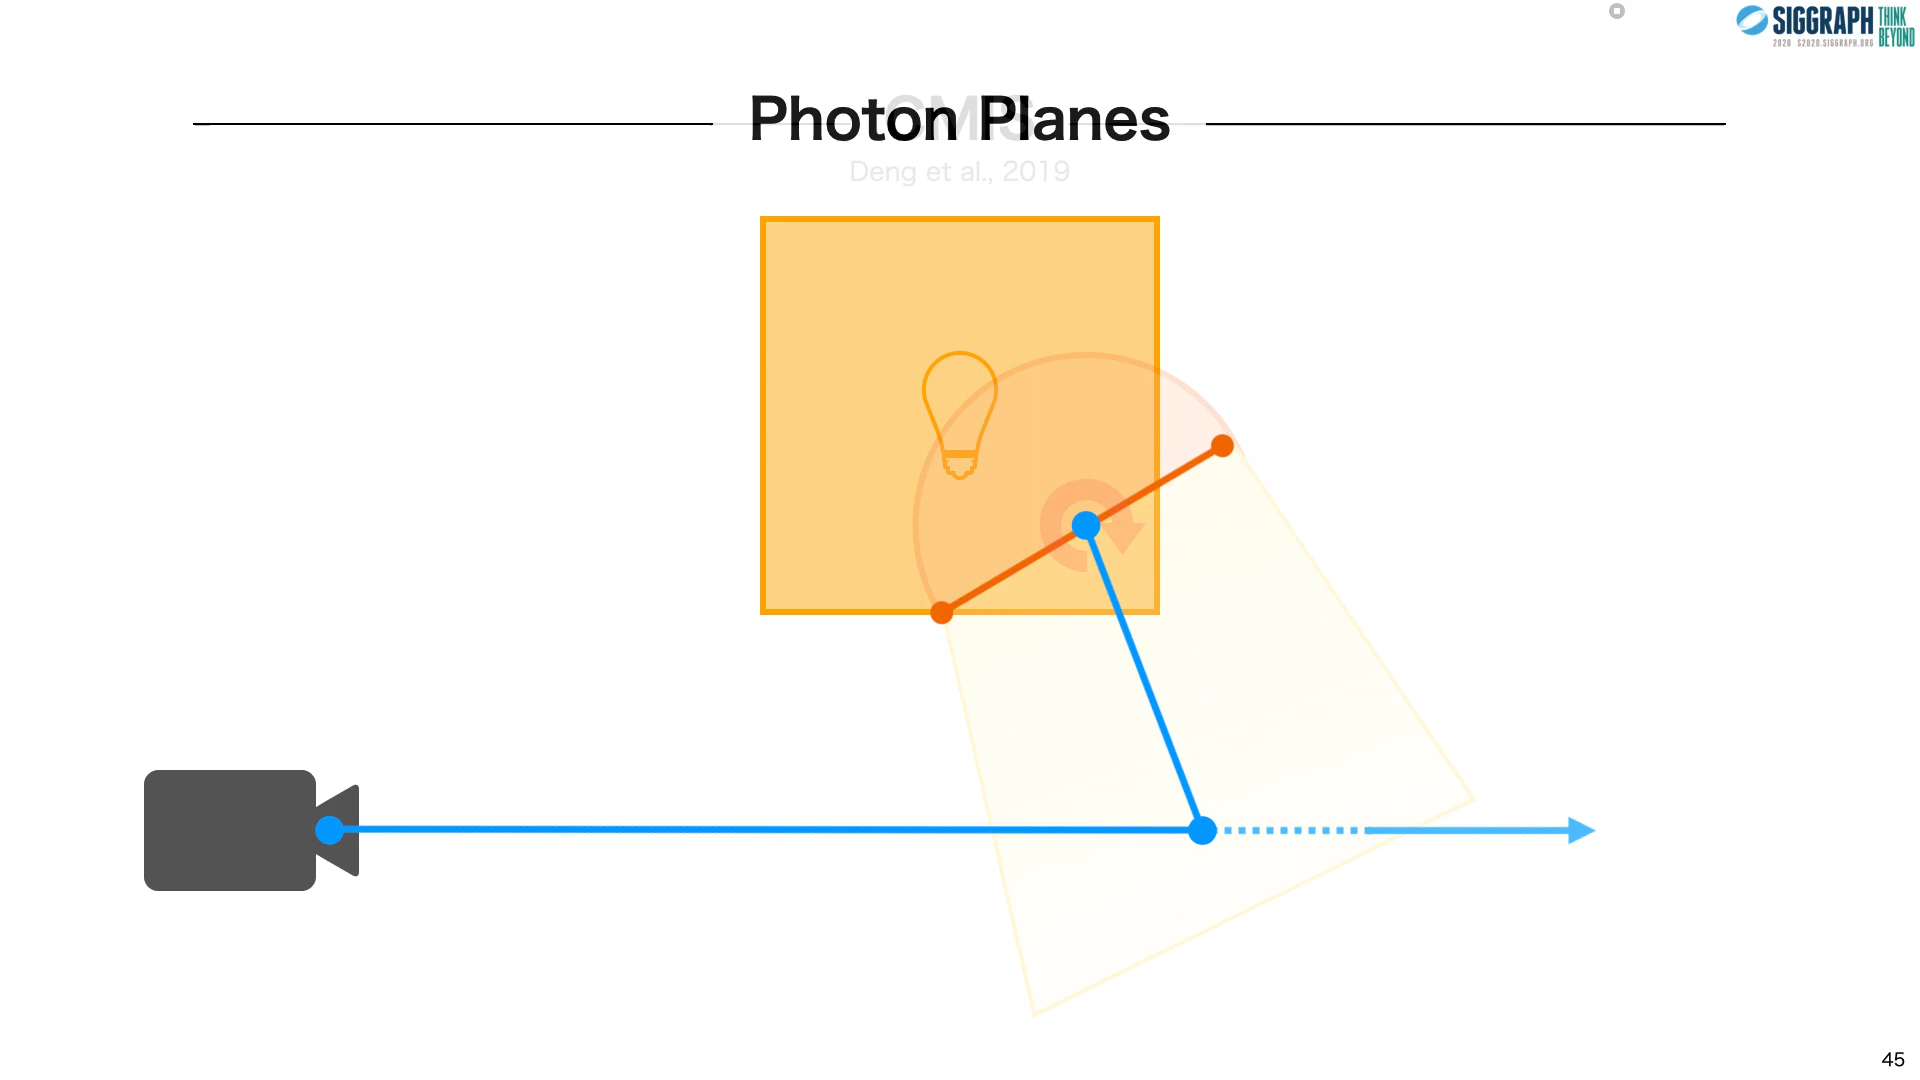 SIGGRAPH THINK
2020 S2020.SIGGRAPH.ORG BEYOND
Photon Planes
Deng et al., 2019
45